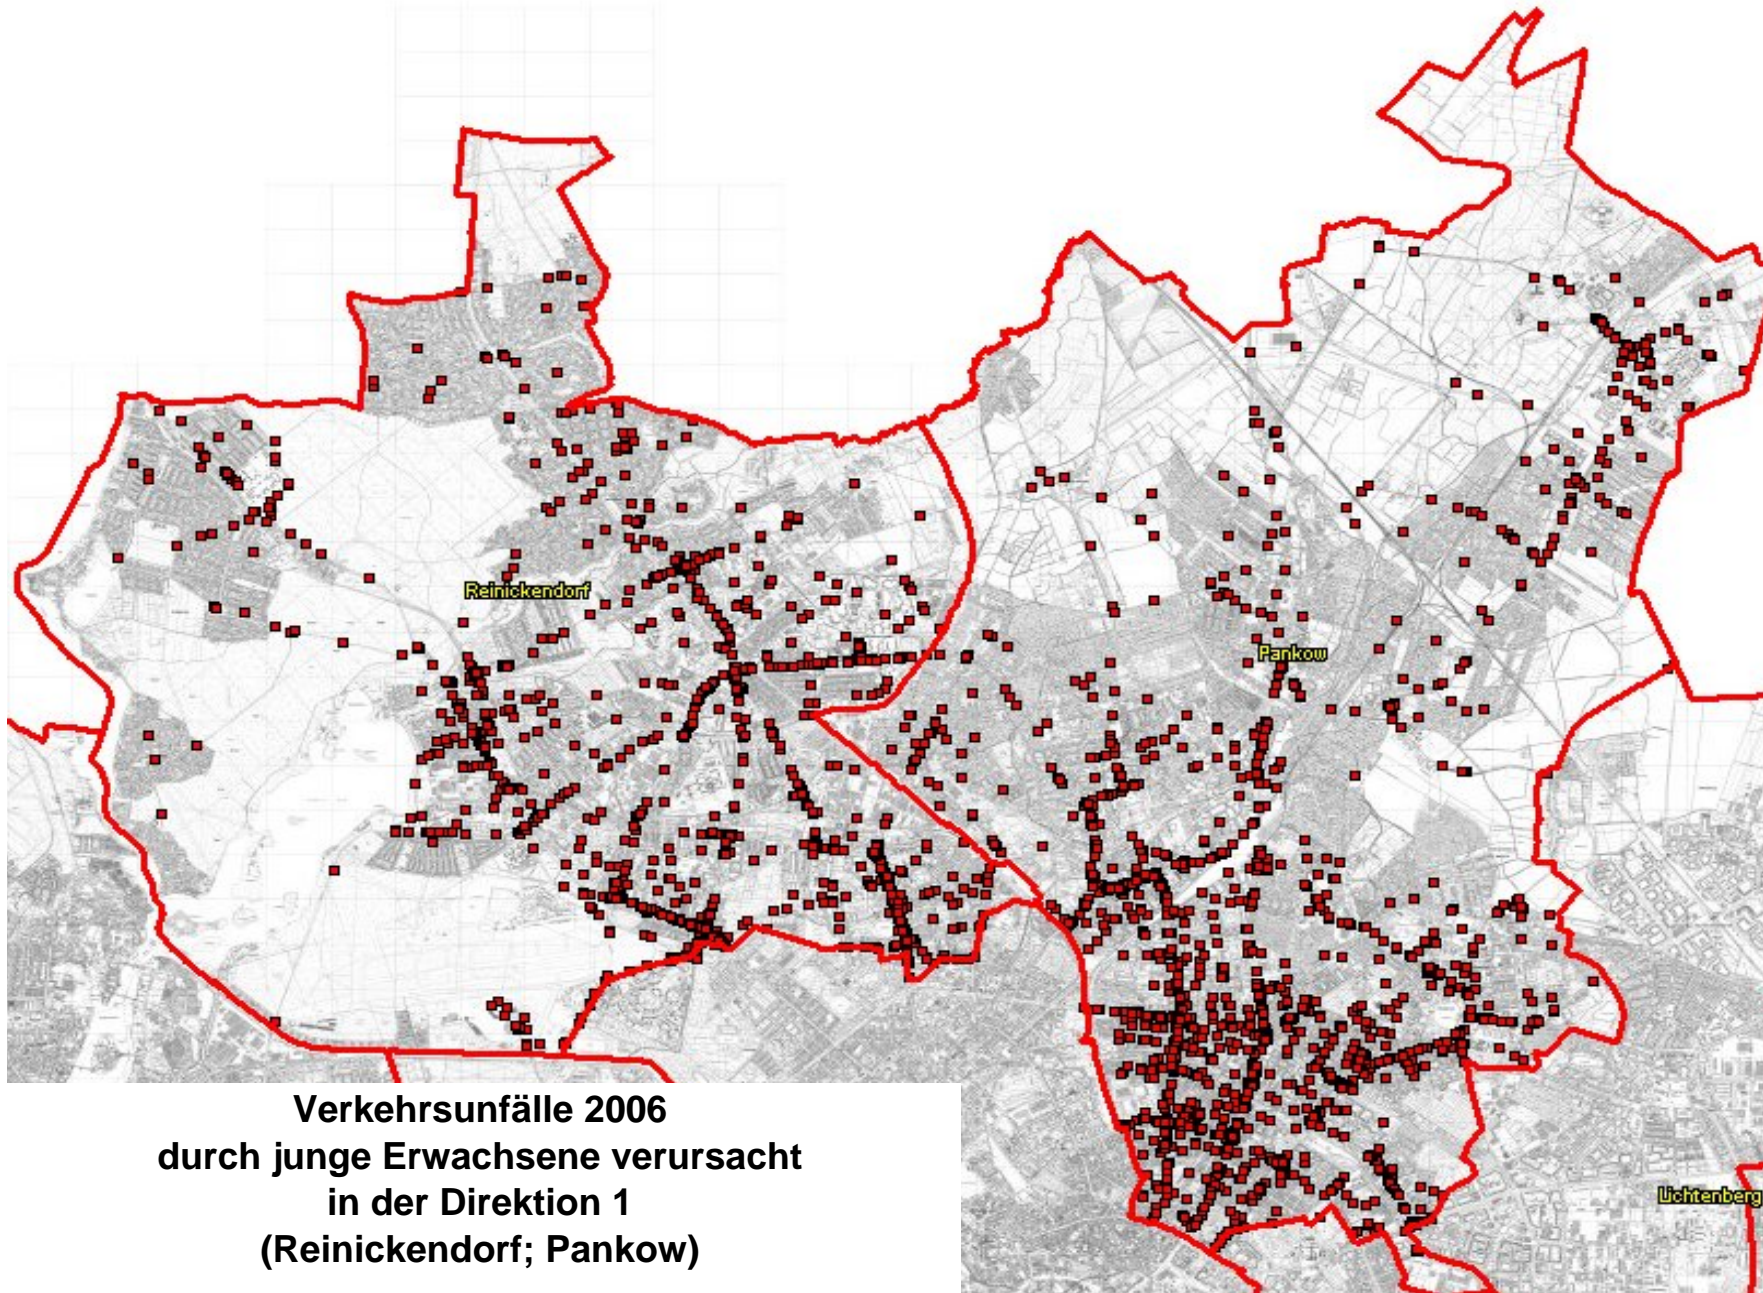 Reinickendorf
Pankow
Lichtenberg
Verkehrsunfälle 2006
durch junge Erwachsene verursacht
in der Direktion 1
(Reinickendorf; Pankow)